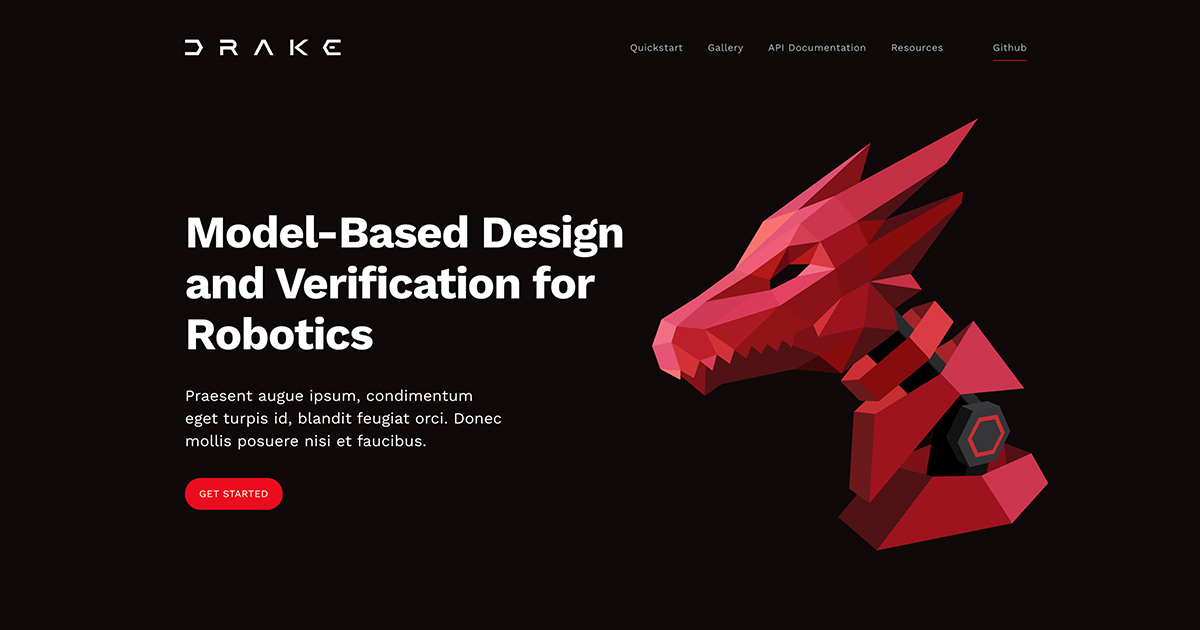 DRAKE
Quickstart Gallery API Documentation Resources Github
Model-Based Design
and Verification for
Robotics
Praesent augue ipsum, condimentum
eget turpis id, blandit feugiat orci. Donec
mollis posuere nisi et faucibus.
GET STARTED